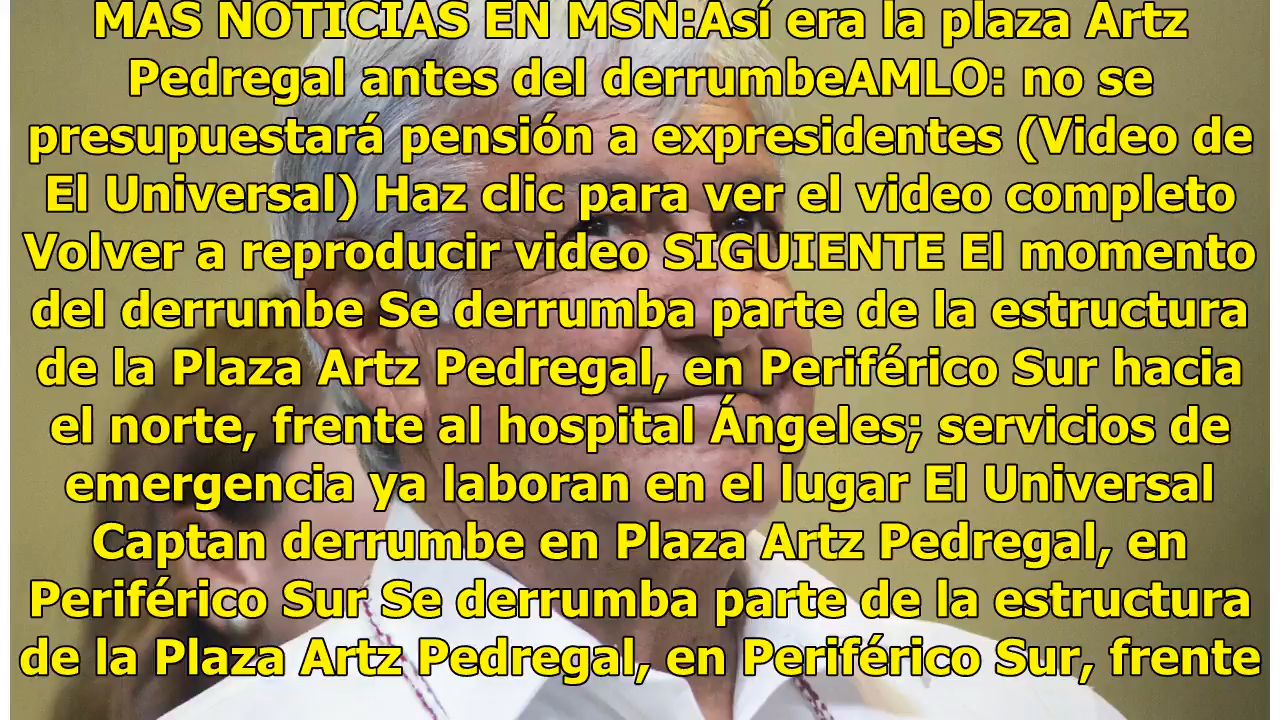 MÁS NOTICIAS EN MSN:Así era la plaza Artz
Pedregal antes del derrumbeAMLO: no se
presupuestará pensión a expresidentes (Video de
El Universal) Haz clic para ver el video completo
Volver a reproducir video SIGUIENTE El momento
del derrumbe Se derrumba parte de la estructura
de la Plaza Artz Pedregal, en Periférico Sur hacia
el norte, frente al hospital Ángeles; servicios de
emergencia ya laboran en el lugar El Universal
Captan derrumbe en Plaza Artz Pedregal, en
Periférico Sur Se derrumba parte de la estructura
de la Plaza Artz Pedregal, en Periférico Sur, frente